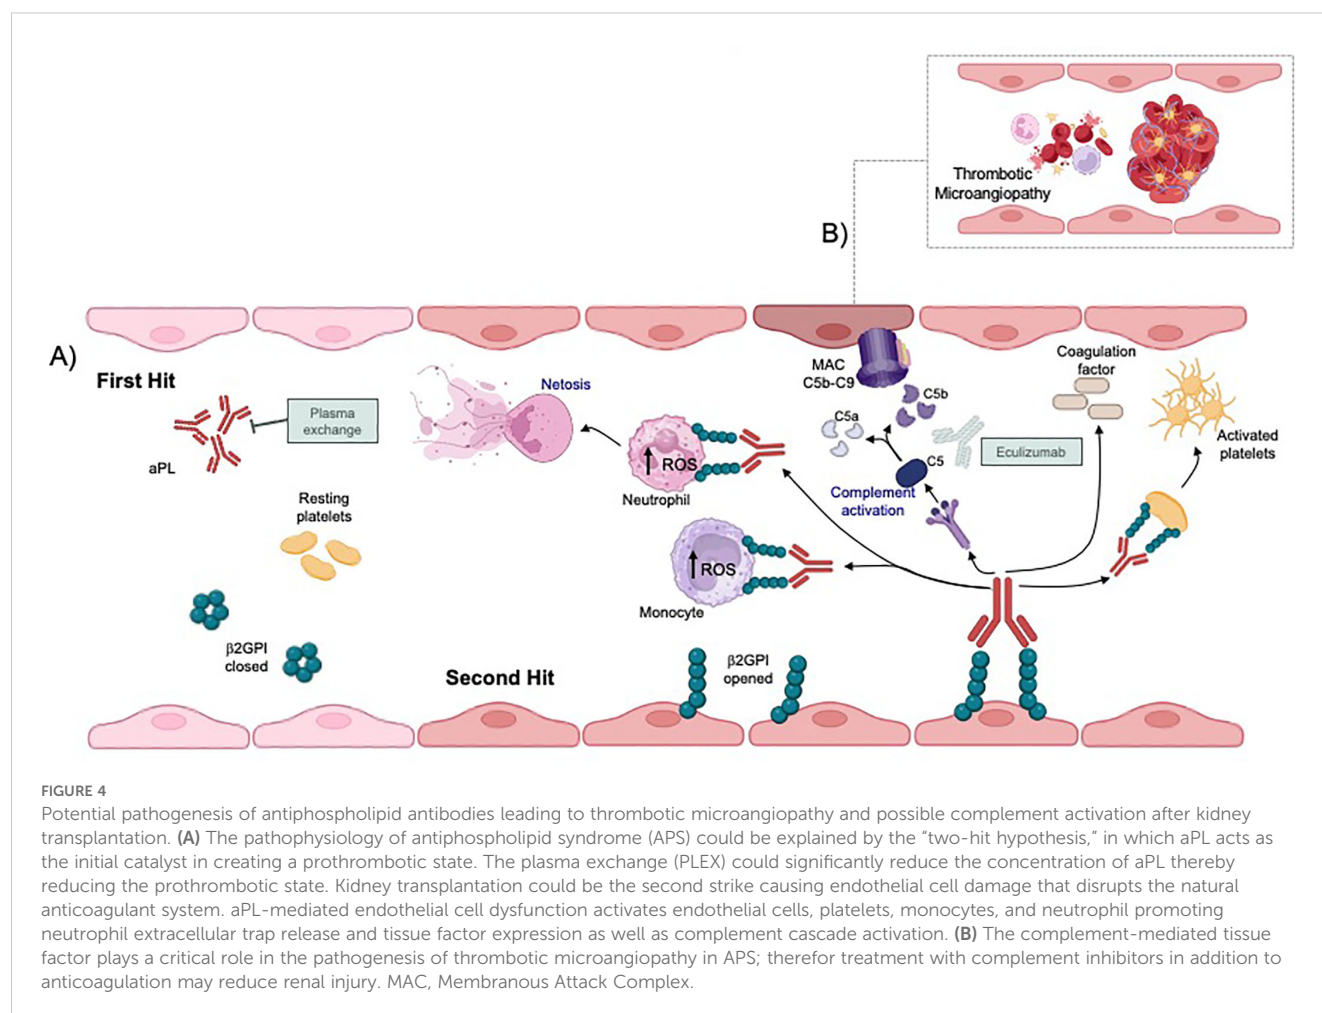 Thrombotic
Microangiopathy
B)
A)
First Hit
aPL
Plasma
exchange
Resting
platelets
β2GPI
closed
Netosis
ROS
Neutrophil
ROS
Monocyte
Second Hit
β2GPI
opened
MAC
C5b-C9
C5b
C5a
C5
Complement
activation
Eculizumab
Coagulation
factor
Activated
platelets
FIGURE 4
Potential pathogenesis of antiphospholipid antibodies leading to thrombotic microangiopathy and possible complement activation after kidney
transplantation. (A) The pathophysiology of antiphospholipid syndrome (APS) could be explained by the “two-hit hypothesis,” in which aPL acts as
the initial catalyst in creating a prothrombotic state. The plasma exchange (PLEX) could significantly reduce the concentration of aPL thereby
reducing the prothrombotic state. Kidney transplantation could be the second strike causing endothelial cell damage that disrupts the natural
anticoagulant system. aPL-mediated endothelial cell dysfunction activates endothelial cells, platelets, monocytes, and neutrophil promoting
neutrophil extracellular trap release and tissue factor expression as well as complement cascade activation. (B) The complement-mediated tissue
factor plays a critical role in the pathogenesis of thrombotic microangiopathy in APS; therefor treatment with complement inhibitors in addition to
anticoagulation may reduce renal injury. MAC, Membranous Attack Complex.